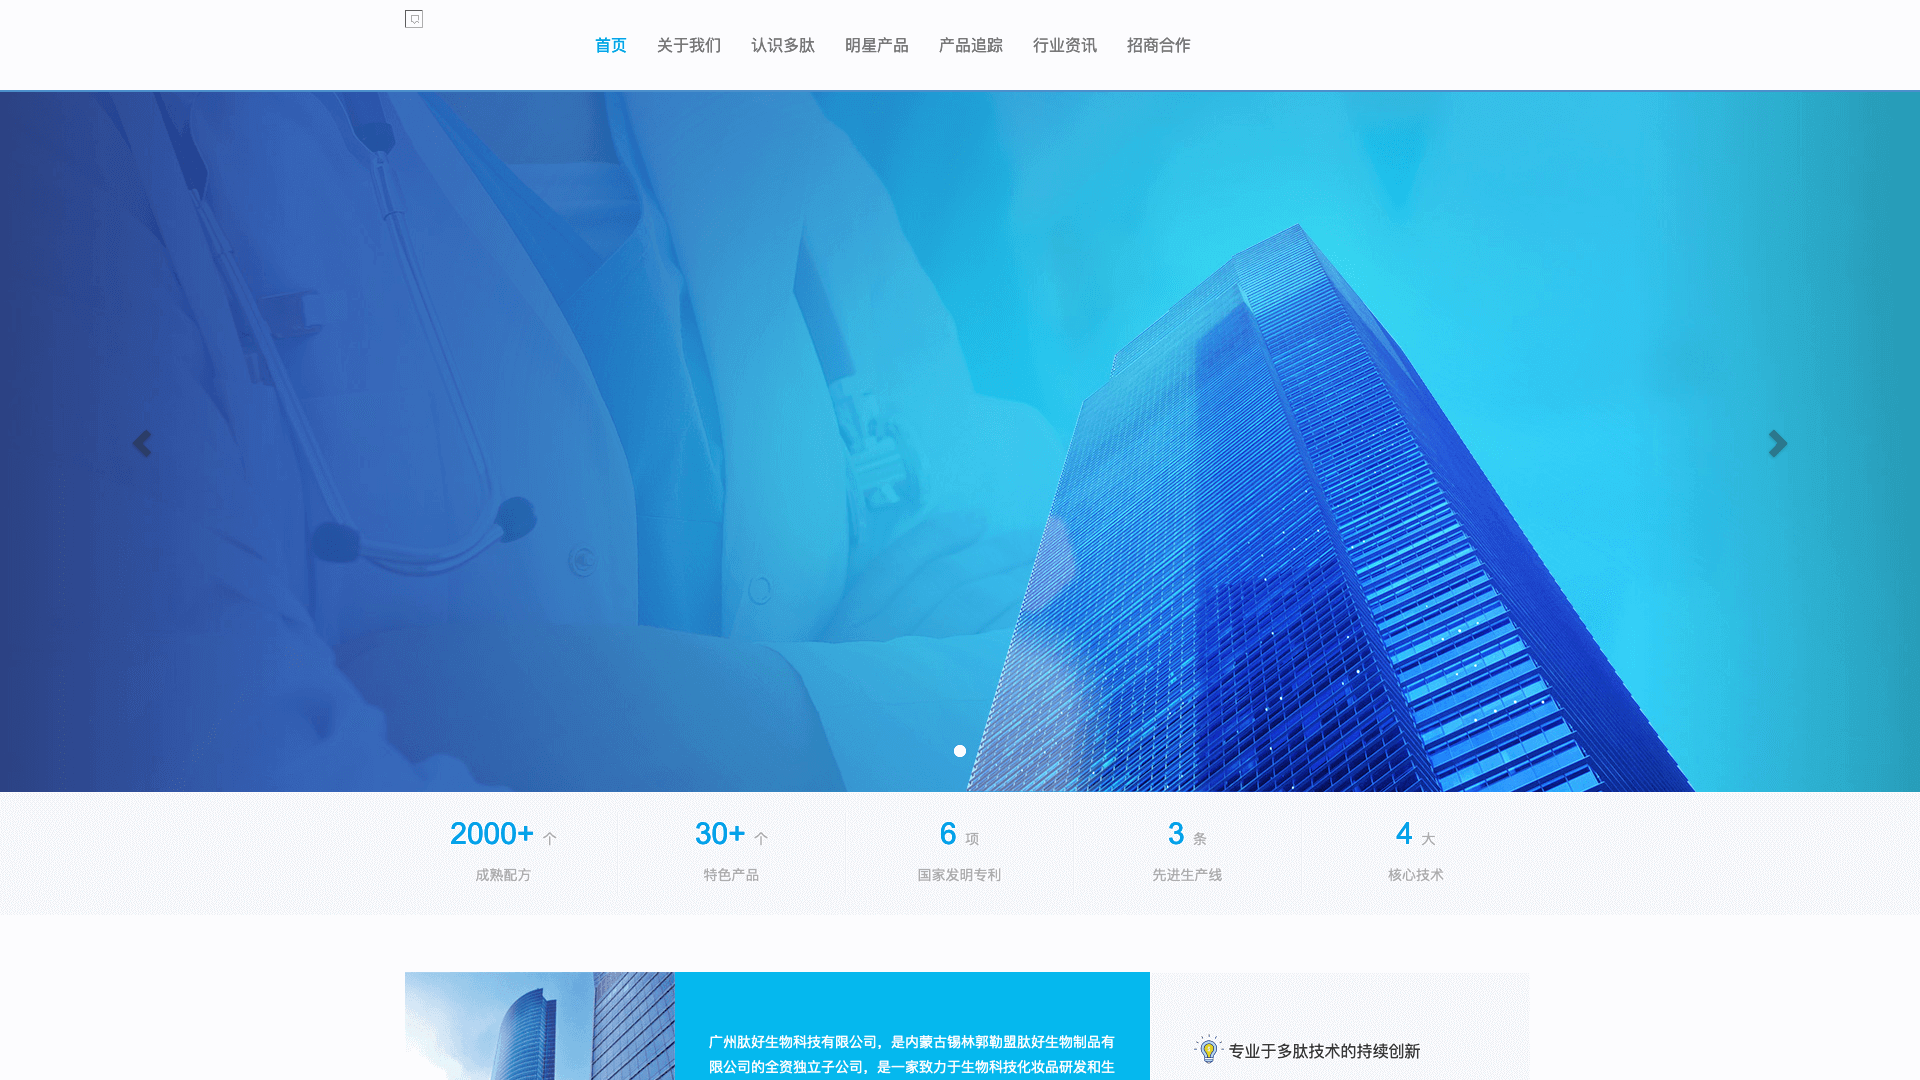 首页 关于我们 认识多肽 明星产品 产品追踪 行业资讯 招商合作
2000+ 个 30+ 个 6 项 3 条 4 大
成熟配方 特色产品 国家发明专利 先进生产线 核心技术
广州肽好生物科技有限公司，是内蒙古锡林郭勒盟肽好生物制品有
限公司的全资独立子公司，是一家致力于生物科技化妆品研发和生
专业于多肽技术的持续创新